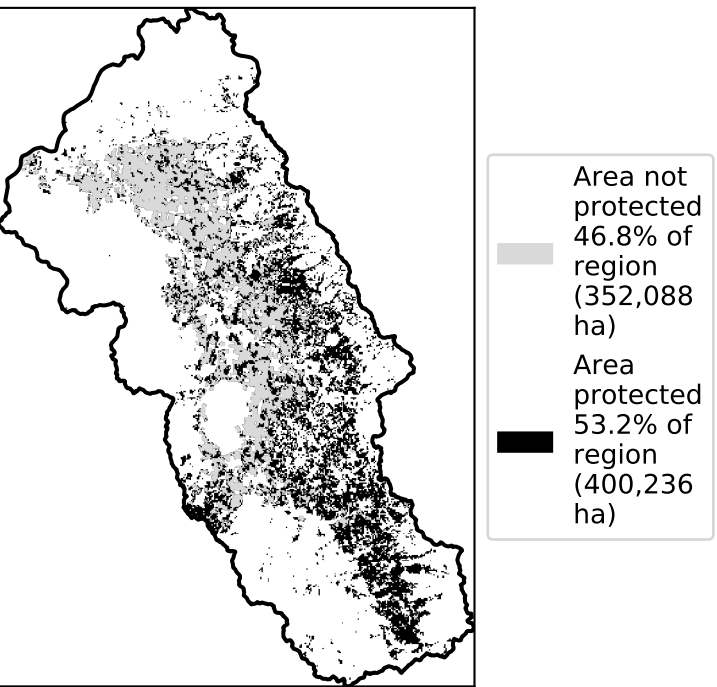 Area not
protected
46.8% of
region
(352,088
ha)
Area
protected
53.2% of
region
(400,236
ha)